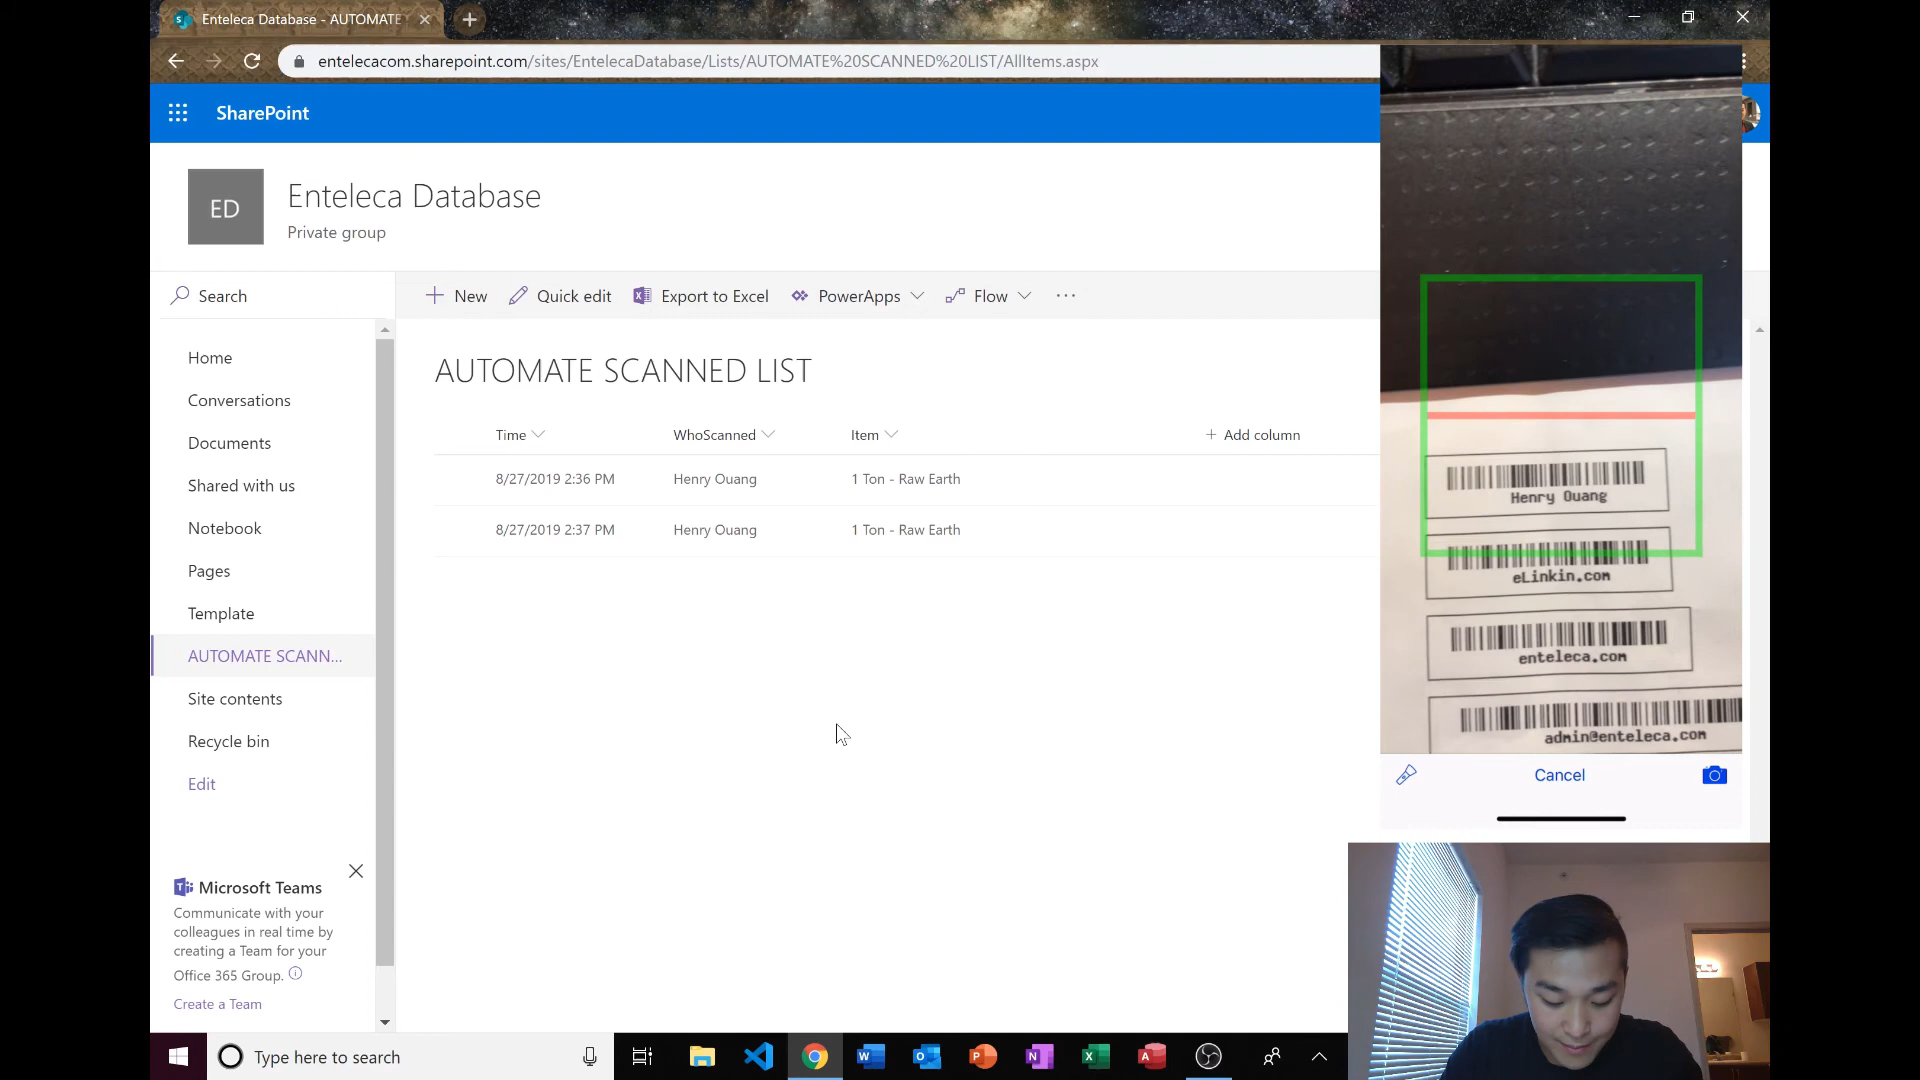 Enteleca Database - AUTOMATE
entelecacom.sharepoint.com/sites/EntelecaDatabase/Lists/AUTOMATE%20SCANNED%20LIST/AllItems.aspx
SharePoint
ED
Enteleca Database
Private group
Search
New
Quick edit
Export to Excel
PowerApps
Flow
Home
Conversations
Documents
Shared with us
Notebook
Pages
Template
AUTOMATE SCANN...
Site contents
Recycle bin
Edit
AUTOMATE SCANNED LIST
Time
WhoScanned
Item
+ Add column
8/27/2019 2:36 PM
Henry Ouang
1 Ton - Raw Earth
8/27/2019 2:37 PM
Henry Ouang
1 Ton - Raw Earth
Microsoft Teams
Communicate with your
colleagues in real time by
creating a Team for your
Office 365 Group.
Create a Team
Henry Ouang
eLinkin.com
enteleca.com
admin@enteleca.com
Cancel
Type here to search